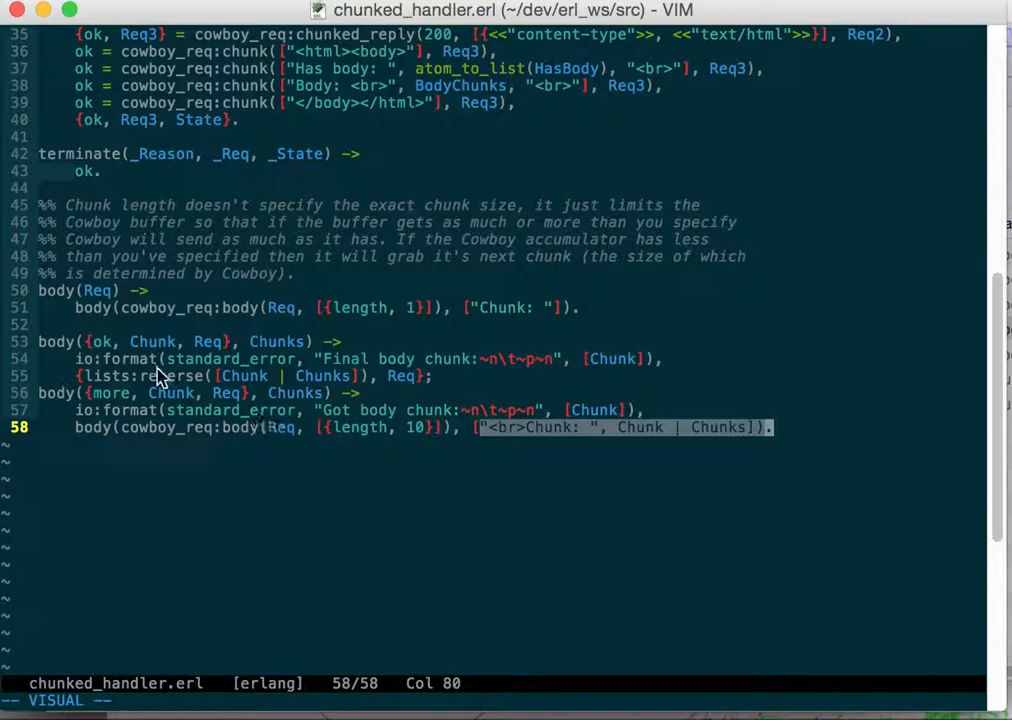 chunked_handler.erl (~/dev/erl_ws/src) - VIM
35 {ok, Req3} = cowboy_req:chunked_reply(200, [{<<"content-type">>, <<"text/html">>}], Req2),
36 ok = cowboy_req:chunk(["<html><body>"], Req3),
37 ok = cowboy_req:chunk(["Has body: ", atom_to_list(HasBody), "<br>"], Req3),
38 ok = cowboy_req:chunk(["Body: <br>", BodyChunks, "<br>"], Req3),
39 ok = cowboy_req:chunk(["</body></html>"], Req3),
40 {ok, Req3, State}.
41
42 terminate(_Reason, _Req, _State) ->
43 ok.
44
45 %% Chunk length doesn't specify the exact chunk size, it just limits the
46 %% Cowboy buffer so that if the buffer gets as much or more than you specify
47 %% Cowboy will send as much as it has. If the Cowboy accumulator has less
48 %% than you've specified then it will grab it's next chunk (the size of which
49 %% is determined by Cowboy).
50 body(Req) ->
51 body(cowboy_req:body(Req, [{length, 1}]), ["Chunk: "]).
52
53 body({ok, Chunk, Req}, Chunks) ->
54 io:format(standard_error, "Final body chunk:~n\t~p~n", [Chunk]),
55 {lists:reverse([Chunk | Chunks]), Req};
56 body({more, Chunk, Req}, Chunks) ->
57 io:format(standard_error, "Got body chunk:~n\t~p~n", [Chunk]),
58 body(cowboy_req:body(Req, [{length, 10}]), ["<br>Chunk: ", Chunk | Chunks]).
~
~
~
~
~
~
~
~
~
~
~
~
~
~
chunked_handler.erl [erlang] 58/58 Col 80
-- VISUAL --